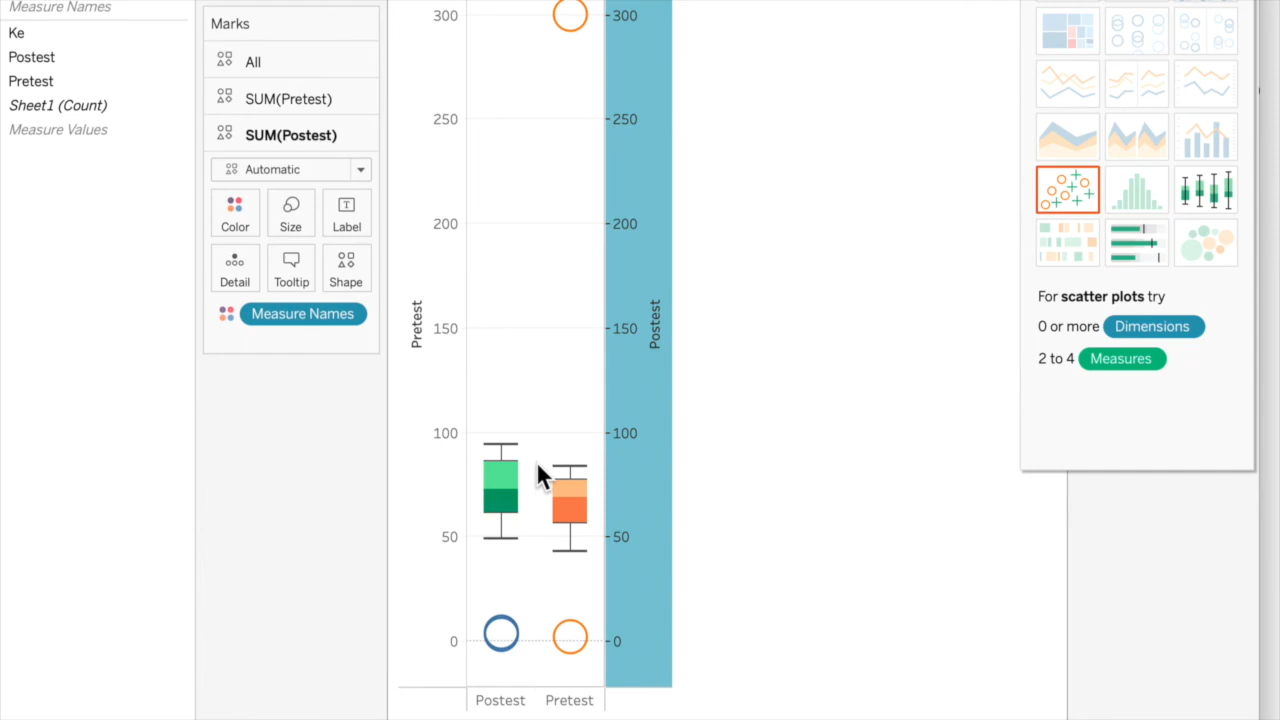 Measure Names
Ke
Postest
Pretest
Sheet1 (Count)
Measure Values
Marks
All
SUM(Pretest)
SUM(Postest)
Automatic
Color
Size
Label
Detail
Tooltip
Shape
Measure Names
300
250
200
150
100
50
0
Pretest
300
250
200
150
100
50
0
Postest
Postest
Pretest
For scatter plots try
0 or more Dimensions
2 to 4 Measures